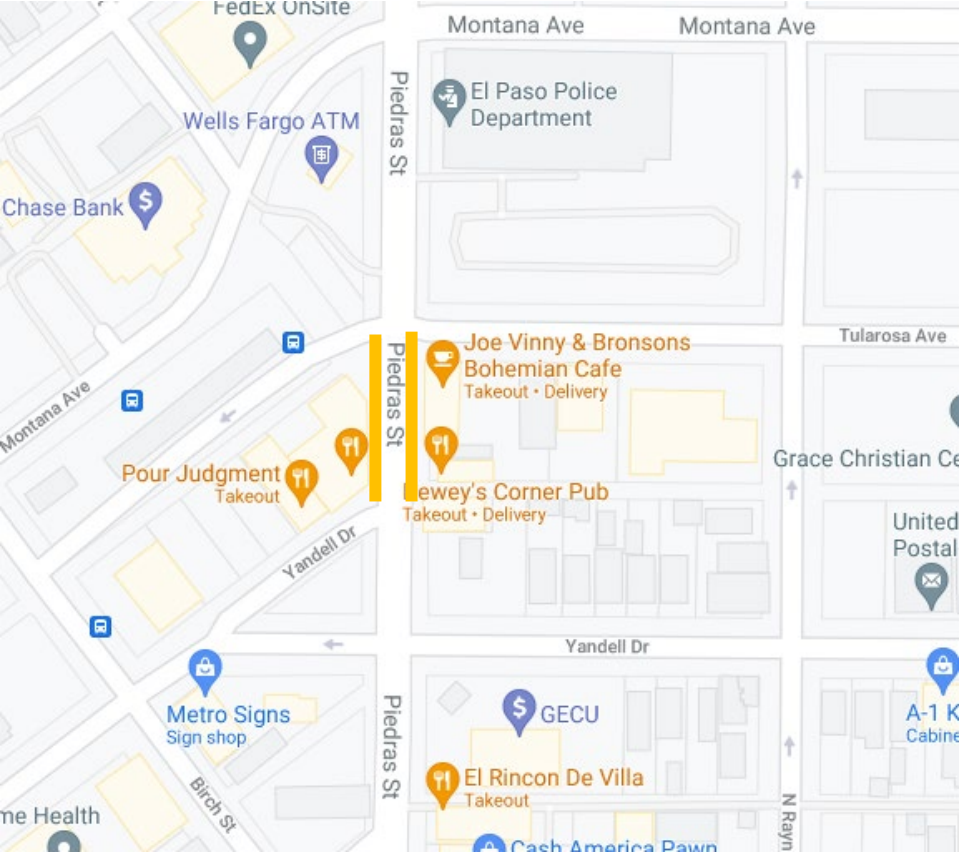 FedEx OnSite
Montana Ave
Montana Ave
Piedras St
El Paso Police
Department
Wells Fargo ATM
Chase Bank
Tularosa Ave
Joe Vinny & Bronsons
Bohemian Cafe
Takeout • Delivery
Piedras St
Montana Ave
Grace Christian Ce
Pour Judgment
Takeout
Dewey's Corner Pub
Takeout • Delivery
United
Postal
Yandell Dr
Yandell Dr
Metro Signs
Sign shop
GECU
A-1 K
Cabine
Piedras St
El Rincon De Villa
Takeout
Birch St
N Rayn
me Health
Cash America Pawn